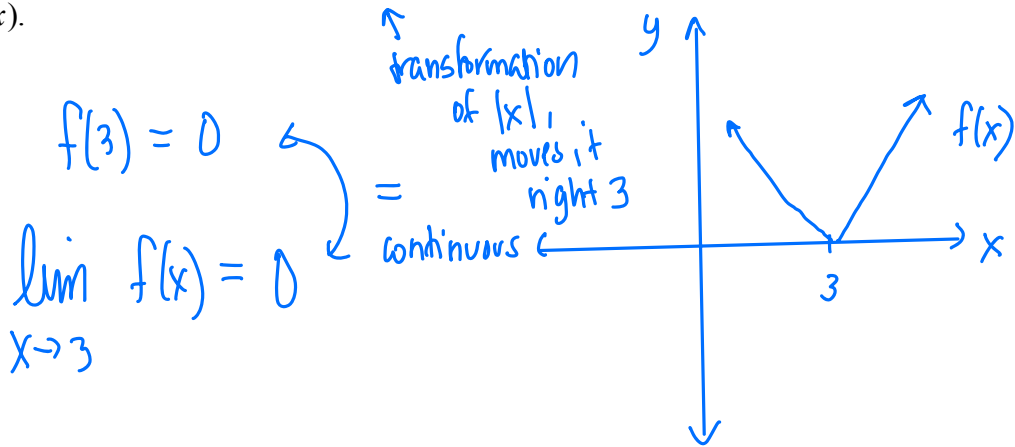 x).
transformation
of |x|,
moves it
right 3
f(3) = 0
=
continuous
lim f(x) = 0
x→3
y
f(x)
x
3